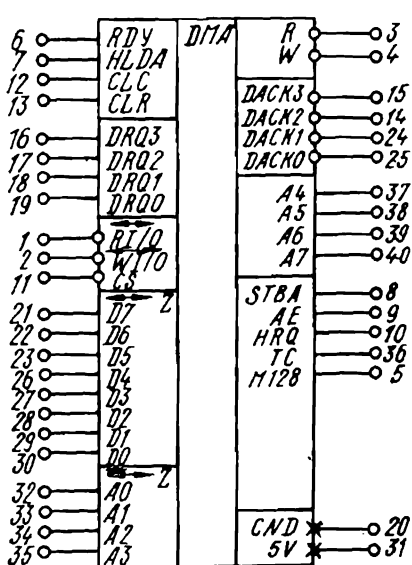 6 RDY DMA R 3
7 HLDA W 4
12 CLC
13 CLR DACK3 15
DACK2 14
16 DRQ3 DACK1 24
17 DRQ2 DACK0 25
18 DRQ1
19 DRQ0 A4 37
A5 38
1 RI/O A6 39
2 WI/O A7 40
11 CS
Z STBA 8
21 D7 AE 9
22 D6 HRQ 10
23 D5 TC 36
26 D4 M128 5
27 D3
28 D2
29 D1
30 D0
Z
32 A0
33 A1
34 A2 CND 20
35 A3 5V 31